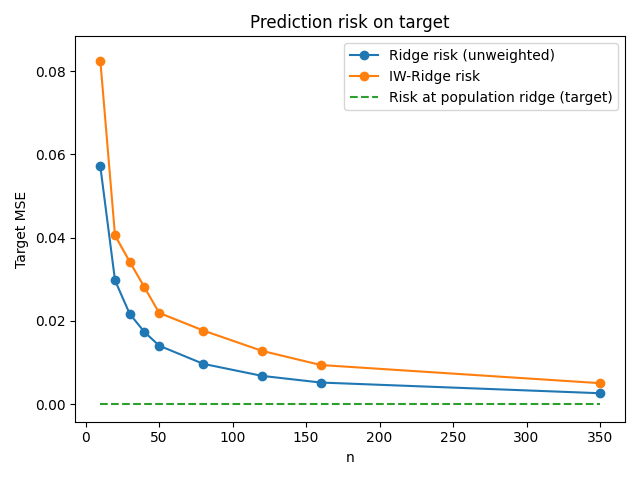 Prediction risk on target
Ridge risk (unweighted)
IW-Ridge risk
Risk at population ridge (target)
Target MSE
0.08
0.06
0.04
0.02
0.00
0 50 100 150 200 250 300 350
n